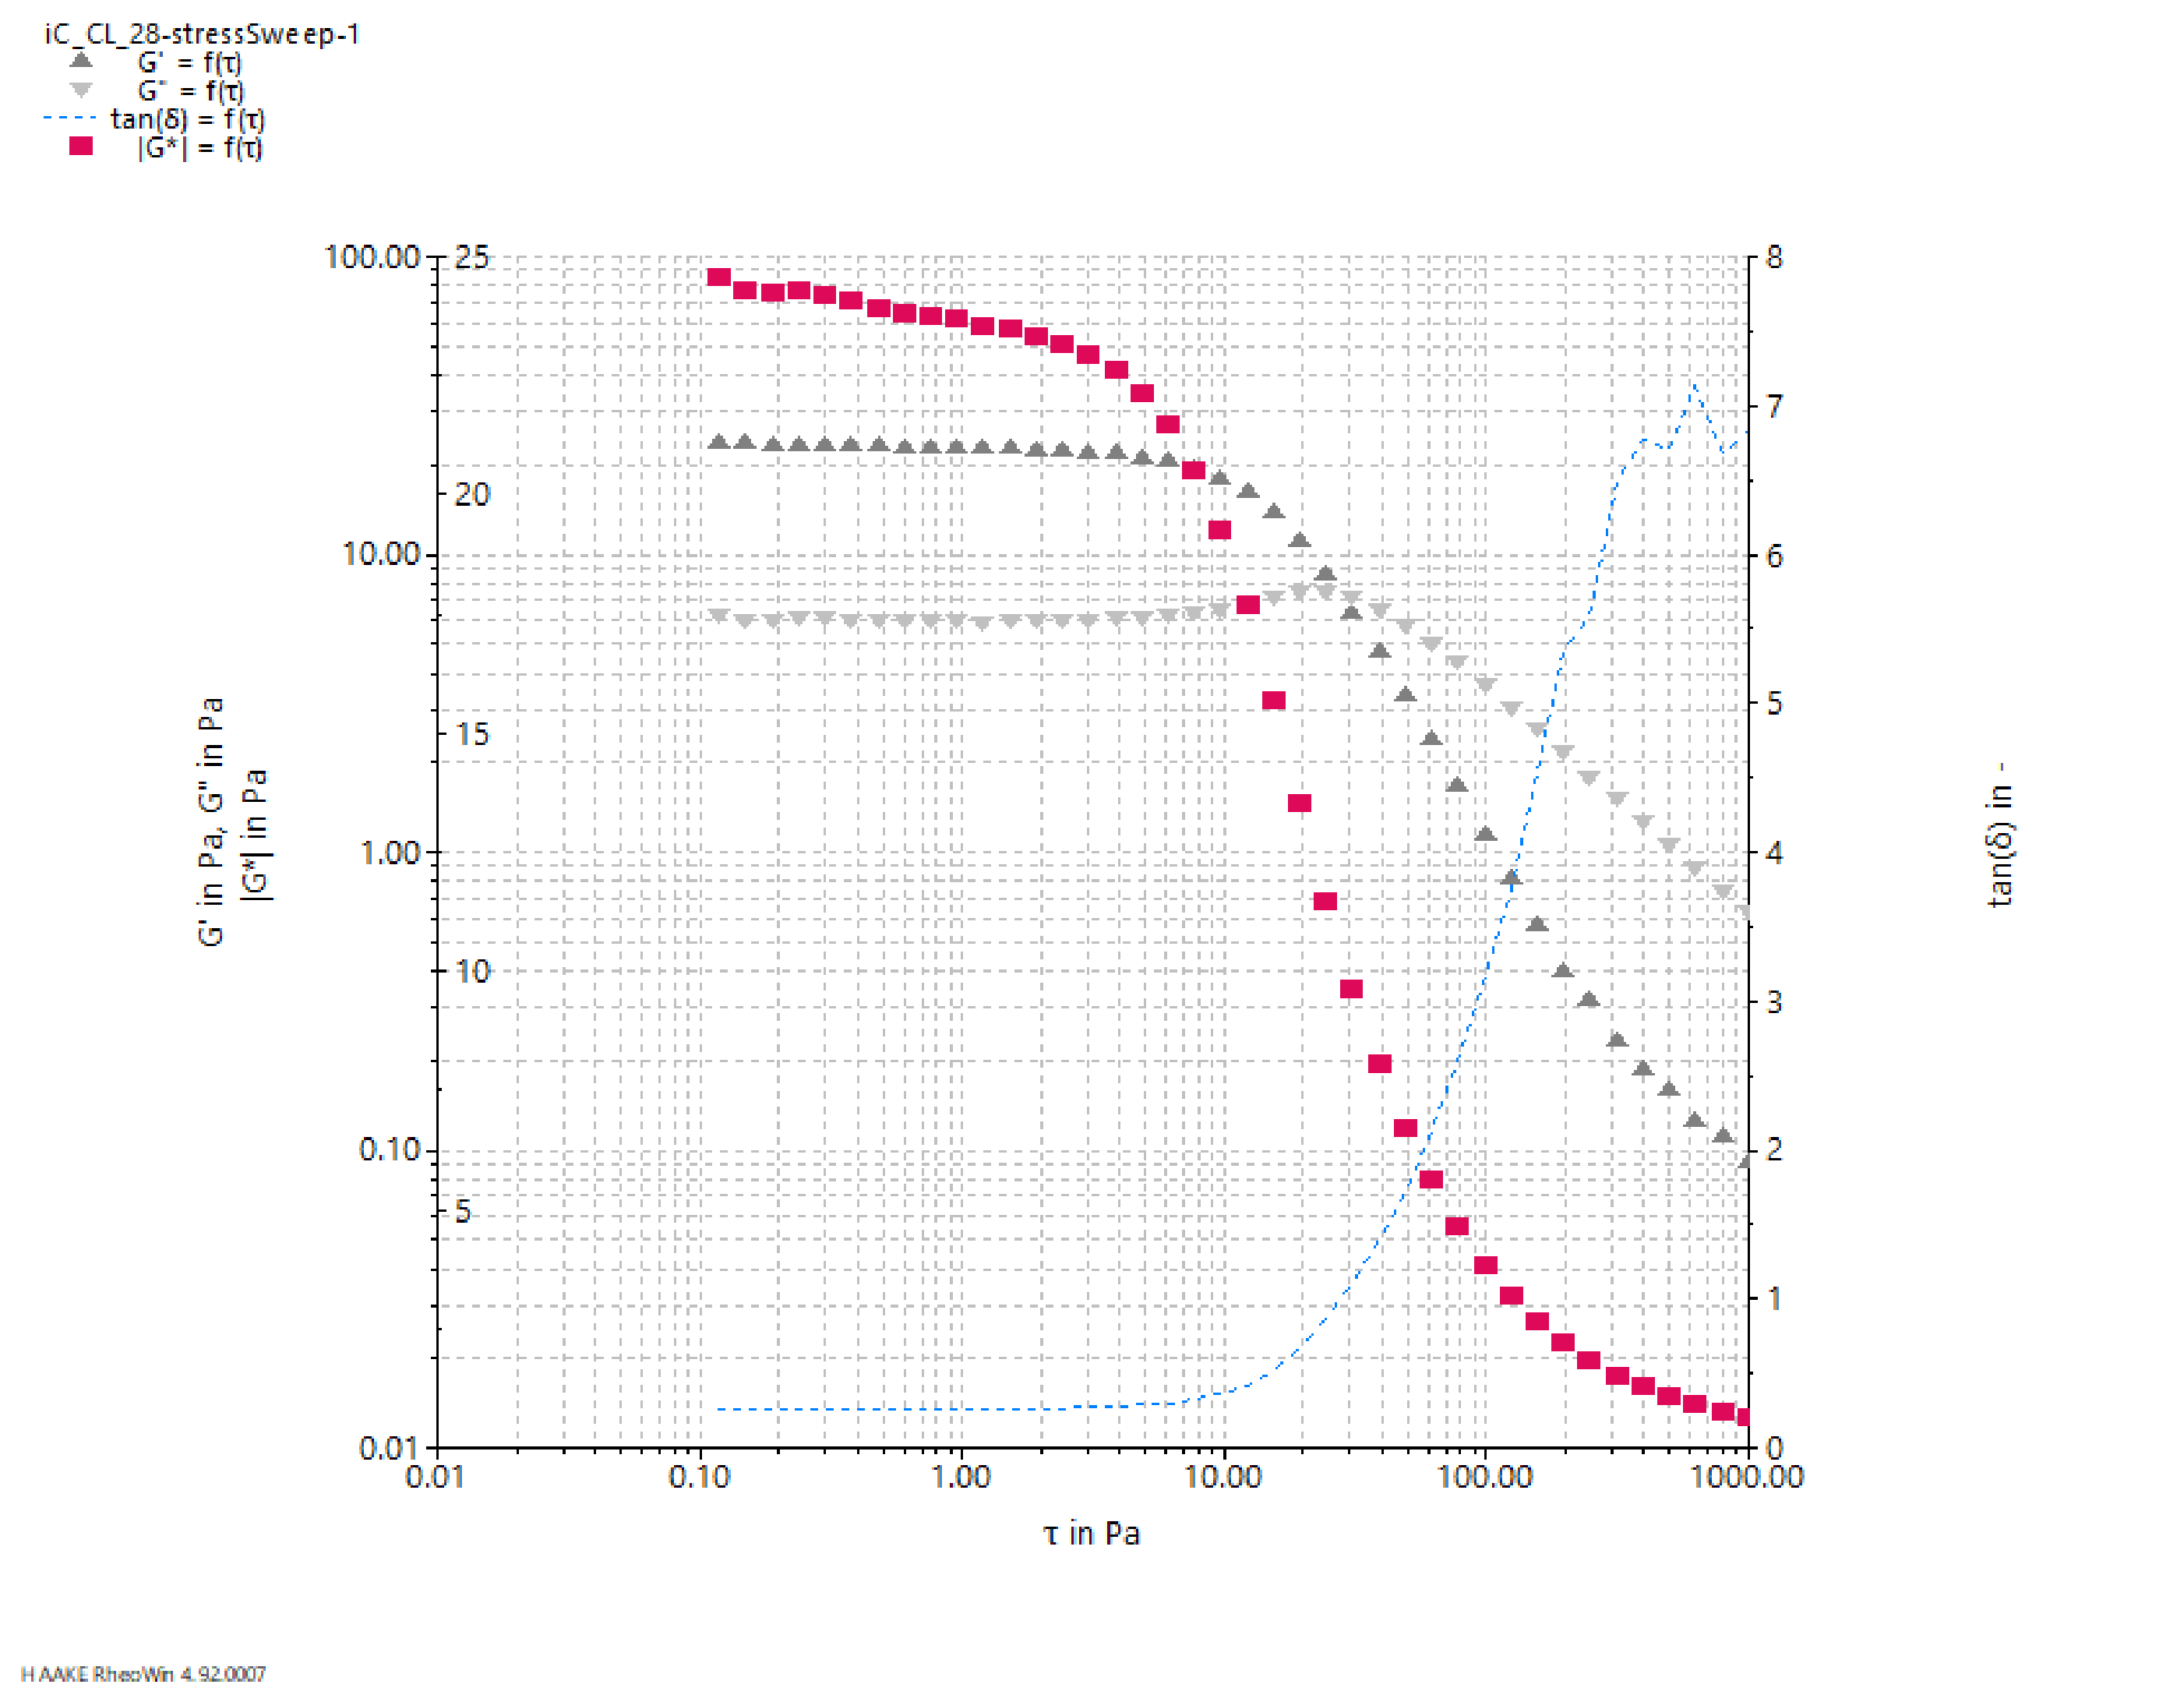 iC_CL_28-stressSweep-1
G' = f(τ)
G" = f(τ)
tan(δ) = f(τ)
|G*| = f(τ)
100.00
10.00
1.00
0.10
0.01
25
20
15
10
5
8
7
6
5
4
3
2
1
0
G' in Pa, G" in Pa
|G*| in Pa
tan(δ) in -
0.01 0.10 1.00 10.00 100.00 1000.00
τ in Pa
HAAKE RheoWin 4.92.0007